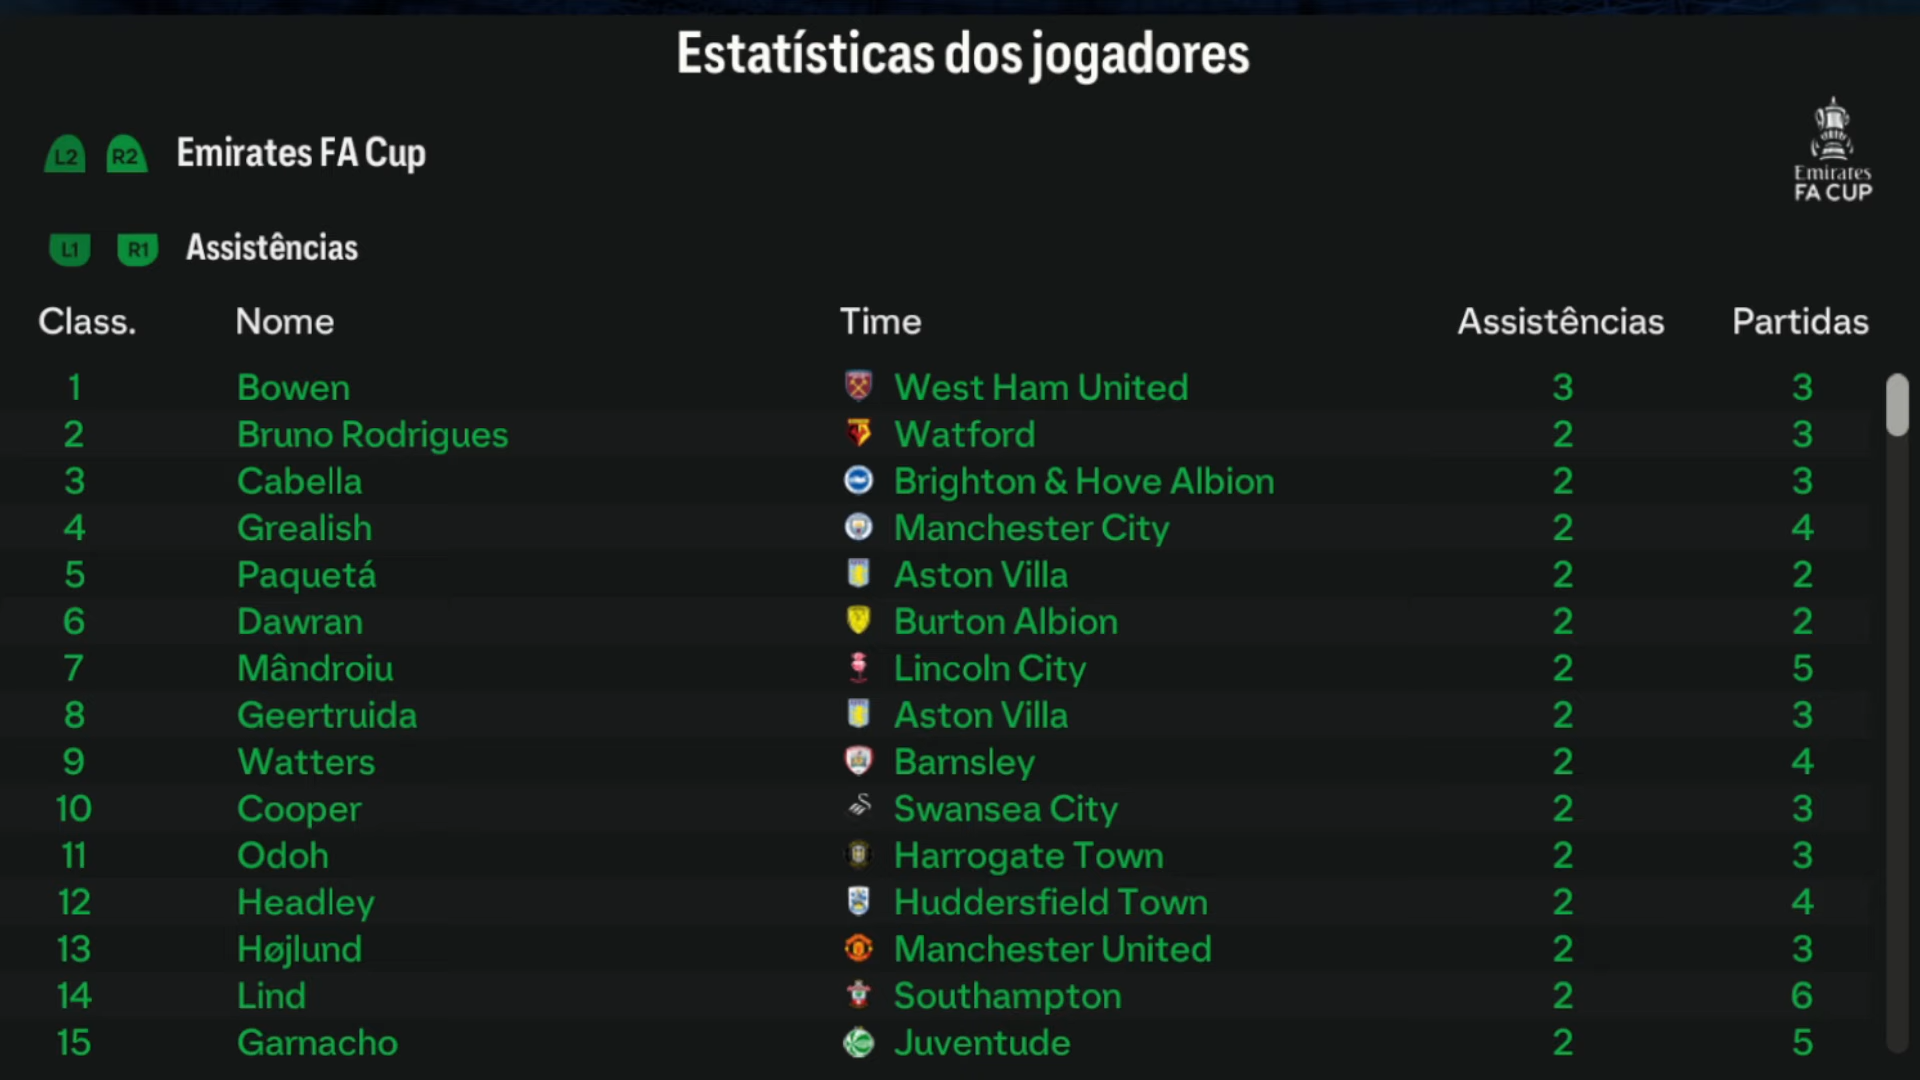 Estatísticas dos jogadores
L2 R2 Emirates FA Cup
Emirates
FA CUP
L1 R1 Assistências
Class. Nome Time Assistências Partidas
1 Bowen West Ham United 3 3
2 Bruno Rodrigues Watford 2 3
3 Cabella Brighton & Hove Albion 2 3
4 Grealish Manchester City 2 4
5 Paquetá Aston Villa 2 2
6 Dawran Burton Albion 2 2
7 Mândroiu Lincoln City 2 5
8 Geertruida Aston Villa 2 3
9 Watters Barnsley 2 4
10 Cooper Swansea City 2 3
11 Odoh Harrogate Town 2 3
12 Headley Huddersfield Town 2 4
13 Højlund Manchester United 2 3
14 Lind Southampton 2 6
15 Garnacho Juventude 2 5